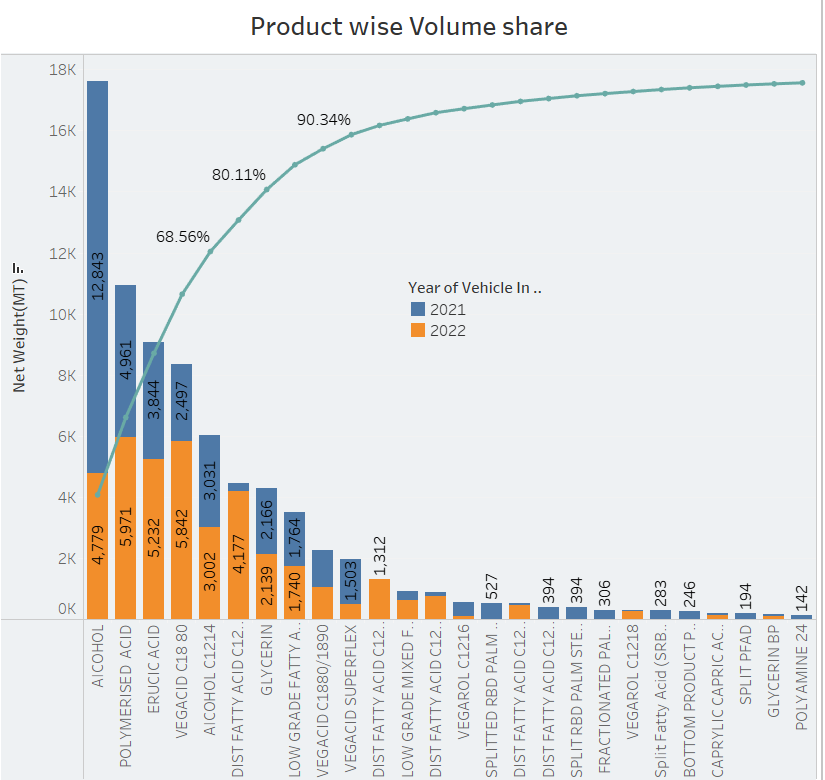 Product wise Volume share
18K
16K
14K
12K
10K
8K
6K
4K
2K
0K
Net Weight(MT)
68.56%
80.11%
90.34%
Year of Vehicle In ..
2021
2022
12,843
4,779
4,961
5,971
3,844
5,232
2,497
5,842
3,031
3,002
4,177
2,166
2,139
1,764
1,740
1,503
1,312
527
394
394
306
283
246
194
142
AlCOHOL
POLYMERISED ACID
ERUCIC ACID
VEGACID C18 80
AlCOHOL C1214
DIST FATTY ACID C12..
GLYCERIN
LOW GRADE FATTY A..
VEGACID C1880/1890
VEGACID SUPERFLEX
DIST FATTY ACID C12..
LOW GRADE MIXED F..
DIST FATTY ACID C12..
VEGAROL C1216
SPLITTED RBD PALM ..
DIST FATTY ACID C12..
DIST FATTY ACID C12..
SPLIT RBD PALM STE..
FRACTIONATED PAL..
VEGAROL C1218
Split Fatty Acid (SRB..
BOTTOM PRODUCT P..
CAPRYLIC CAPRIC AC..
SPLIT PFAD
GLYCERIN BP
POLYAMINE 24